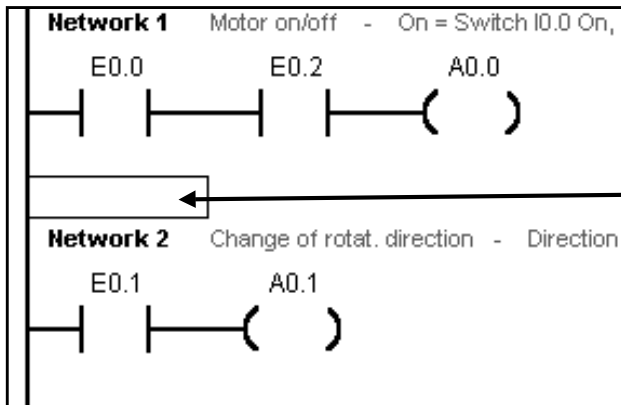 Network 1 Motor on/off - On = Switch I0.0 On,
E0.0 E0.2 A0.0
Network 2 Change of rotat. direction - Direction
E0.1 A0.1